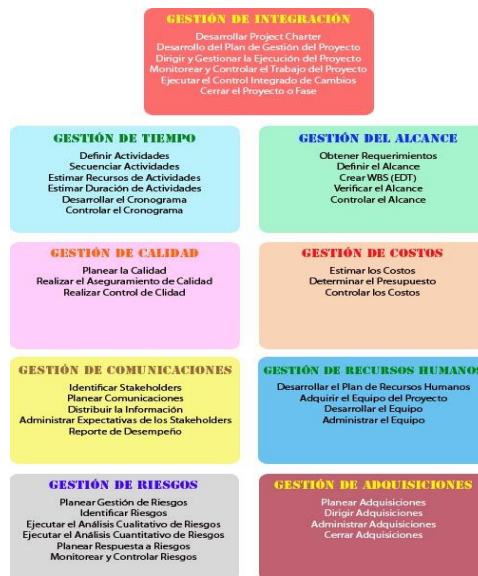 GESTIÓN DE INTEGRACIÓN
Desarrollar Project Charter
Desarrollo del Plan de Gestión del Proyecto
Dirigir y Gestionar la Ejecución del Proyecto
Monitorear y Controlar el Trabajo del Proyecto
Ejecutar el Control Integrado de Cambios
Cerrar el Proyecto o Fase
GESTIÓN DE TIEMPO
Definir Actividades
Secuenciar Actividades
Estimar Recursos de Actividades
Estimar Duración de Actividades
Desarrollar el Cronograma
Controlar el Cronograma
GESTIÓN DEL ALCANCE
Obtener Requerimientos
Definir el Alcance
Crear WBS (EDT)
Verificar el Alcance
Controlar el Alcance
GESTIÓN DE CALIDAD
Planear la Calidad
Realizar el Aseguramiento de Calidad
Realizar Control de Clidad
GESTIÓN DE COSTOS
Estimar los Costos
Determinar el Presupuesto
Controlar los Costos
GESTIÓN DE COMUNICACIONES
Identificar Stakeholders
Planear Comunicaciones
Distribuir la Información
Administrar Expectativas de los Stakeholders
Reporte de Desempeño
GESTIÓN DE RECURSOS HUMANOS
Desarrollar el Plan de Recursos Humanos
Adquirir el Equipo del Proyecto
Desarrollar el Equipo
Administrar el Equipo
GESTIÓN DE RIESGOS
Planear Gestión de Riesgos
Identificar Riesgos
Ejecutar el Análisis Cualitativo de Riesgos
Ejecutar el Análisis Cuantitativo de Riesgos
Planear Respuesta a Riesgos
Monitorear y Controlar Riesgos
GESTIÓN DE ADQUISICIONES
Planear Adquisiciones
Dirigir Adquisiciones
Administrar Adquisiciones
Cerrar Adquisiciones